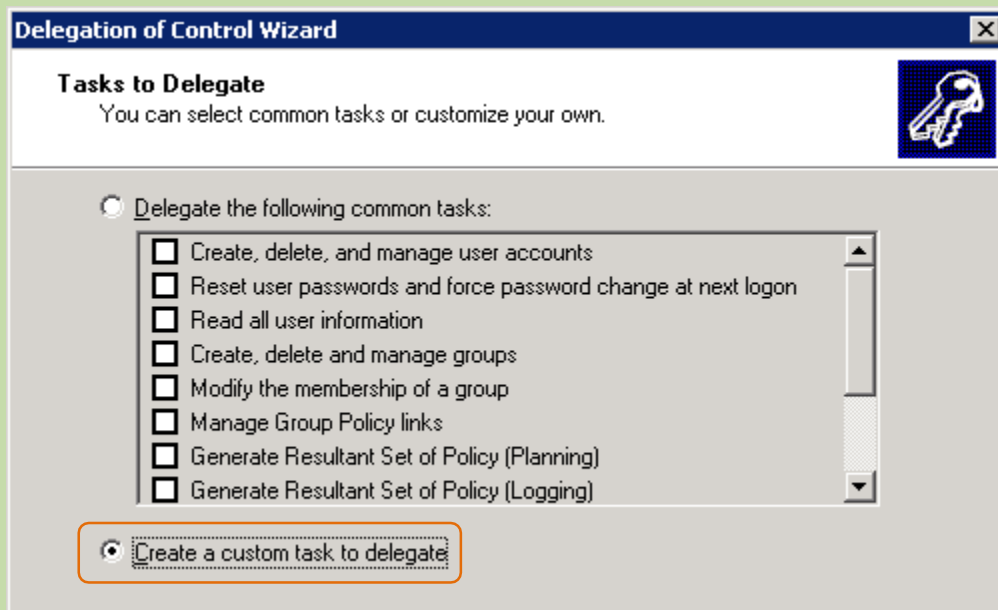 Delegation of Control Wizard
Tasks to Delegate
You can select common tasks or customize your own.
Delegate the following common tasks:
Create, delete, and manage user accounts
Reset user passwords and force password change at next logon
Read all user information
Create, delete and manage groups
Modify the membership of a group
Manage Group Policy links
Generate Resultant Set of Policy (Planning)
Generate Resultant Set of Policy (Logging)
Create a custom task to delegate